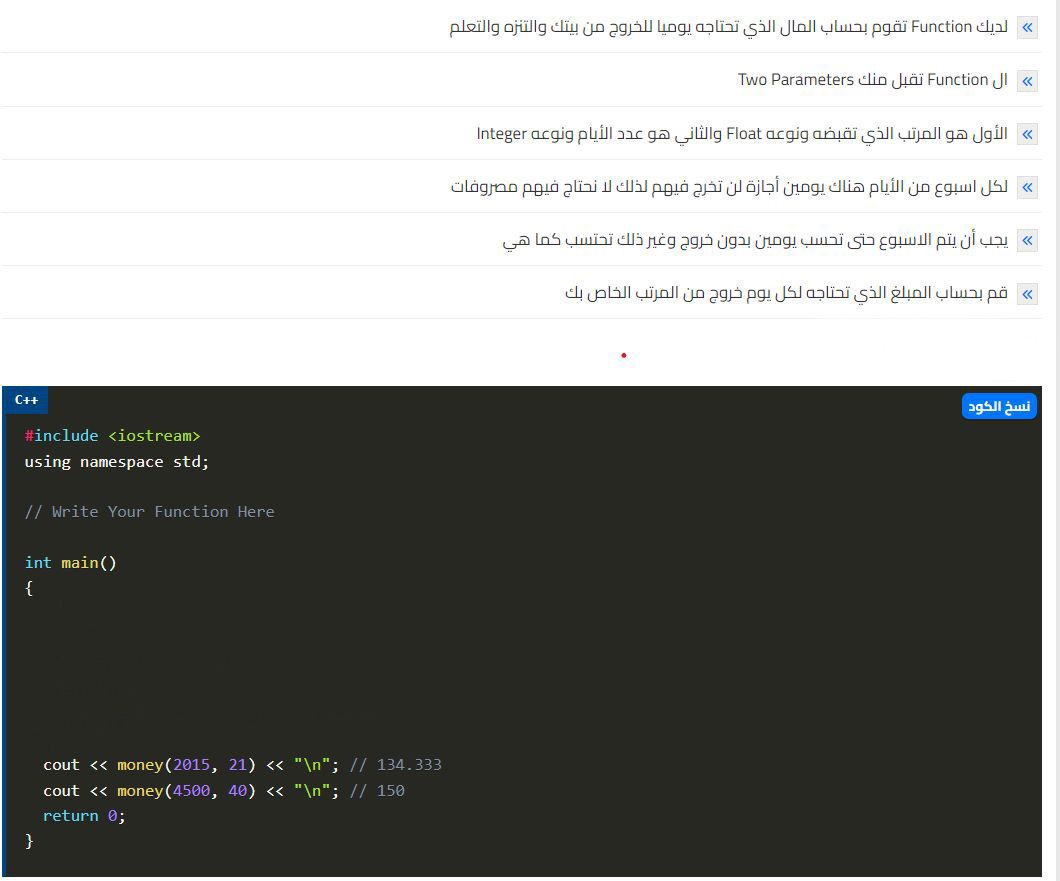 لديك Function تقوم بحساب المال الذي تحتاجه يوميا للخروج من بيتك والتنزه والتعلم
ال Function تقبل منك Two Parameters
الأول هو المرتب الذي تقبضه ونوعه Float والثاني هو عدد الأيام ونوعه Integer
لكل اسبوع من الأيام هناك يومين أجازة لن تخرج فيهم لذلك لا نحتاج فيهم مصروفات
يجب أن يتم الاسبوع حتى تحسب يومين بدون خروج وغير ذلك تحتسب كما هي
قم بحساب المبلغ الذي تحتاجه لكل يوم خروج من المرتب الخاص بك
C++
نسخ الكود
#include <iostream>
using namespace std;
// Write Your Function Here
int main()
{
cout << money(2015, 21) << "\n"; // 134.333
cout << money(4500, 40) << "\n"; // 150
return 0;
}